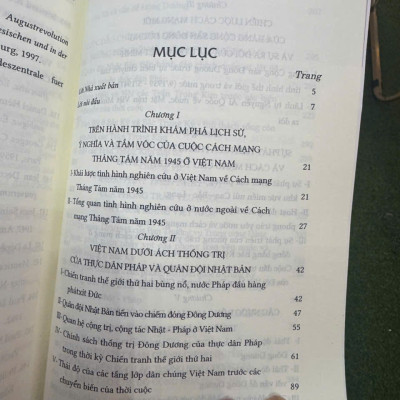 Augustrevolution
esischen und in der
burg, 1997.
deszentrale fuer
MỤC LỤC
Trang
Lời Nhà xuất bản 5
Lời nói đầu 7
Chương I
TRÊN HÀNH TRÌNH KHÁM PHÁ LỊCH SỬ,
Ý NGHĨA VÀ TẦM VÓC CỦA CUỘC CÁCH MẠNG
THÁNG TÁM NĂM 1945 Ở VIỆT NAM 21
I- Khái lược tình hình nghiên cứu ở Việt Nam về Cách mạng
Tháng Tám năm 1945 21
II- Tổng quan tình hình nghiên cứu ở nước ngoài về Cách
mạng Tháng Tám năm 1945 27
Chương II
VIỆT NAM DƯỚI ÁCH THỐNG TRỊ
CỦA THỰC DÂN PHÁP VÀ QUÂN ĐỘI NHẬT BẢN 42
I- Chiến tranh thế giới thứ hai bùng nổ, nước Pháp đầu hàng
phátxít Đức 42
II- Quân đội Nhật Bản tiến vào chiếm đóng Đông Dương 47
III- Quan hệ cộng trị, cộng tác Nhật - Pháp ở Việt Nam 55
IV- Chính sách thống trị Đông Dương của thực dân Pháp
trong thời kỳ Chiến tranh thế giới thứ hai 61
V- Thái độ của các tầng lớp dân chúng Việt Nam trước các
chuyển biến của thời cuộc 89